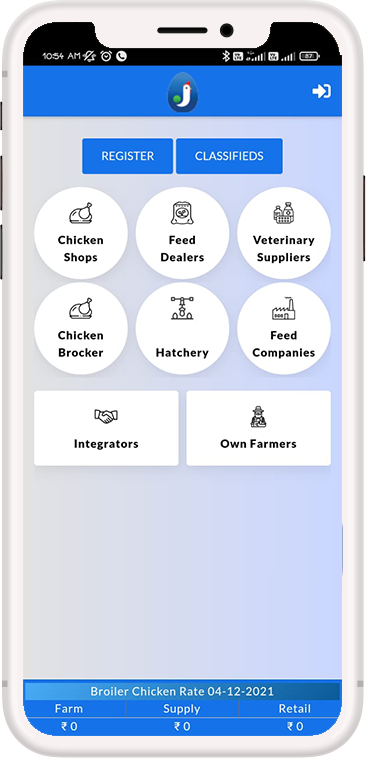 10:54 AM
87
REGISTER
CLASSIFIEDS
Chicken
Shops
Feed
Dealers
Veterinary
Suppliers
Chicken
Brocker
Hatchery
Feed
Companies
Integrators
Own Farmers
Broiler Chicken Rate 04-12-2021
Farm Supply Retail
₹ 0 ₹ 0 ₹ 0